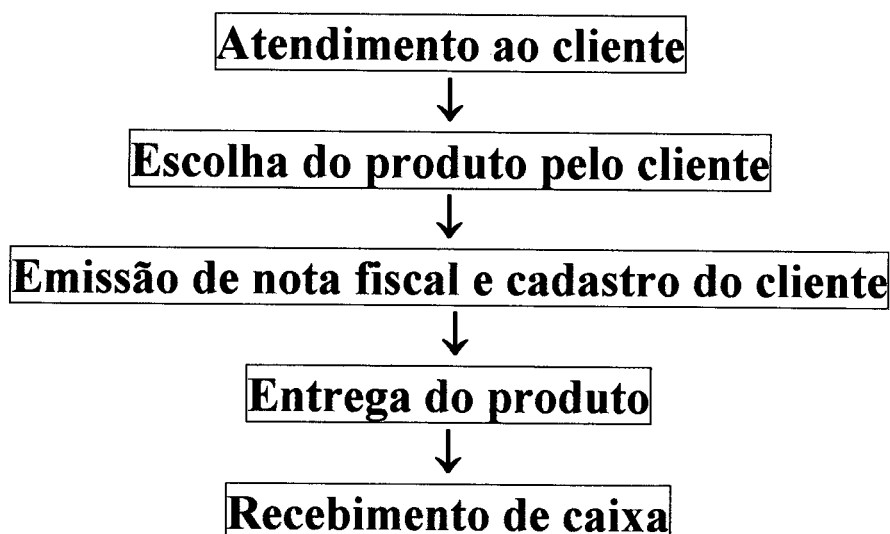 Atendimento ao cliente
Escolha do produto pelo cliente
Emissão de nota fiscal e cadastro do cliente
Entrega do produto
Recebimento de caixa